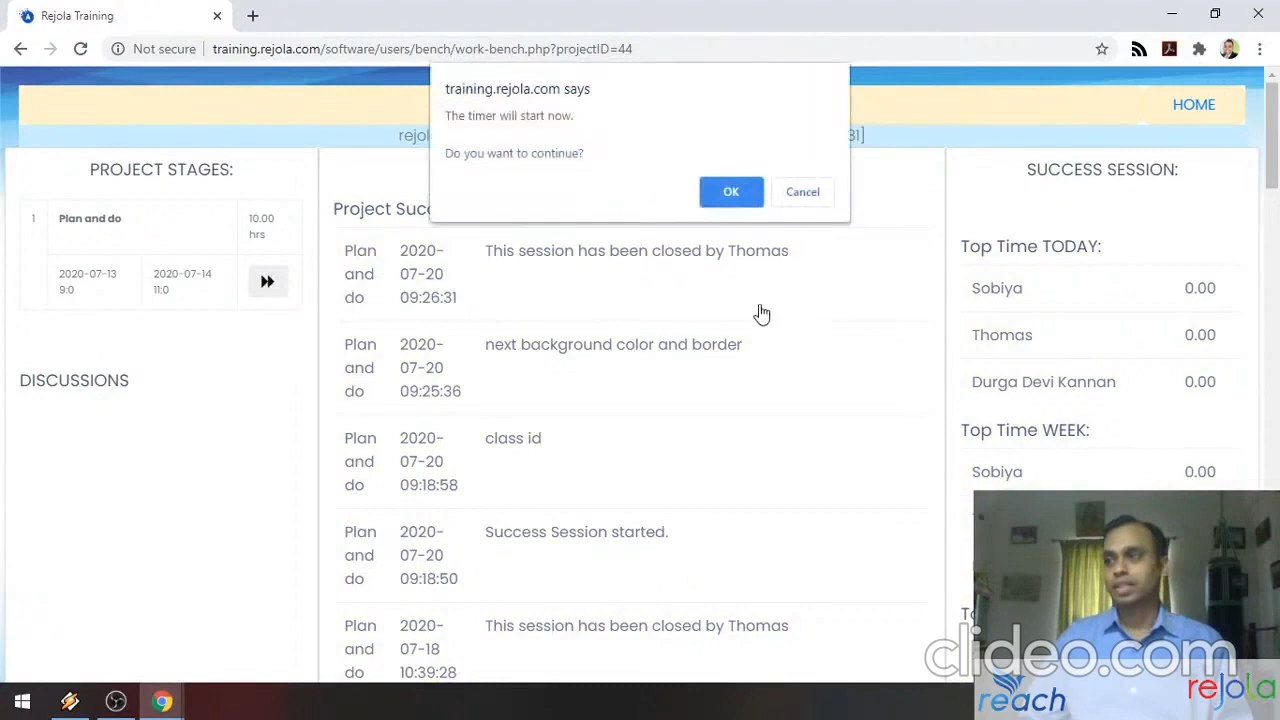 Rejola Training
Not secure
training.rejola.com/software/users/bench/work-bench.php?projectID=44
training.rejola.com says
The timer will start now.
Do you want to continue?
OK
Cancel
HOME
31]
PROJECT STAGES:
1
Plan and do
10.00
hrs
2020-07-13
9:0
2020-07-14
11:0
DISCUSSIONS
Plan
and
do
2020-
07-20
09:26:31
This session has been closed by Thomas
Plan
and
do
2020-
07-20
09:25:36
next background color and border
Plan
and
do
2020-
07-20
09:18:58
class id
Plan
and
do
2020-
07-20
09:18:50
Success Session started.
Plan
and
do
2020-
07-18
10:39:28
This session has been closed by Thomas
SUCCESS SESSION:
Top Time TODAY:
Sobiya 0.00
Thomas 0.00
Durga Devi Kannan 0.00
Top Time WEEK:
Sobiya 0.00
clideo.com
reach
rejola